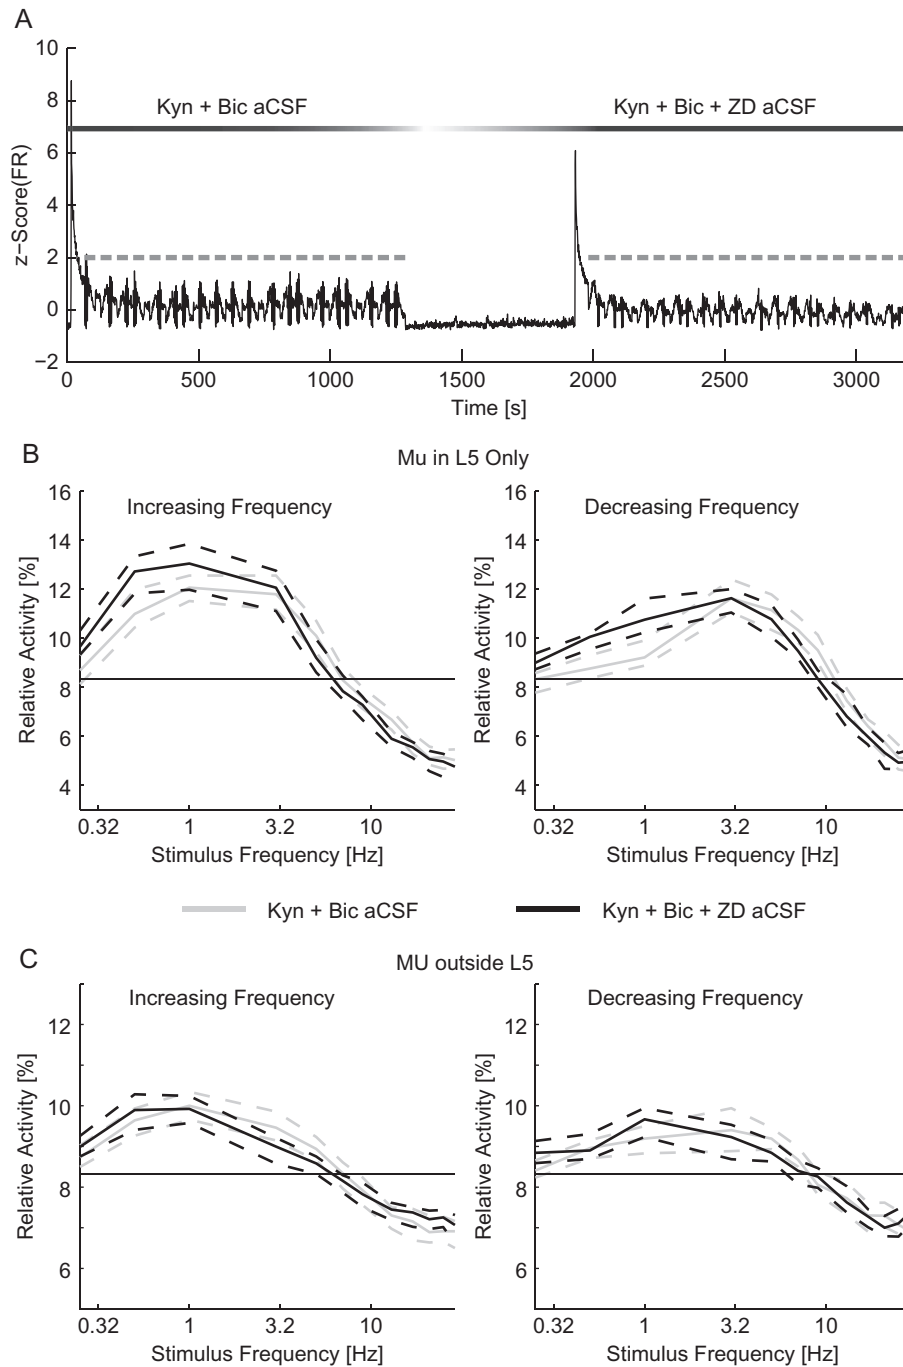 A
10
8
6
4
2
0
−2
z−Score(FR)
Kyn + Bic aCSF
Kyn + Bic + ZD aCSF
0 500 1000 1500 2000 2500 3000
Time [s]
B
Mu in L5 Only
Increasing Frequency
16
14
12
10
8
6
4
Relative Activity [%]
0.32 1 3.2 10
Stimulus Frequency [Hz]
Decreasing Frequency
16
14
12
10
8
6
4
Relative Activity [%]
0.32 1 3.2 10
Stimulus Frequency [Hz]
Kyn + Bic aCSF
Kyn + Bic + ZD aCSF
C
MU outside L5
Increasing Frequency
12
10
8
6
Relative Activity [%]
0.32 1 3.2 10
Stimulus Frequency [Hz]
Decreasing Frequency
12
10
8
6
Relative Activity [%]
0.32 1 3.2 10
Stimulus Frequency [Hz]